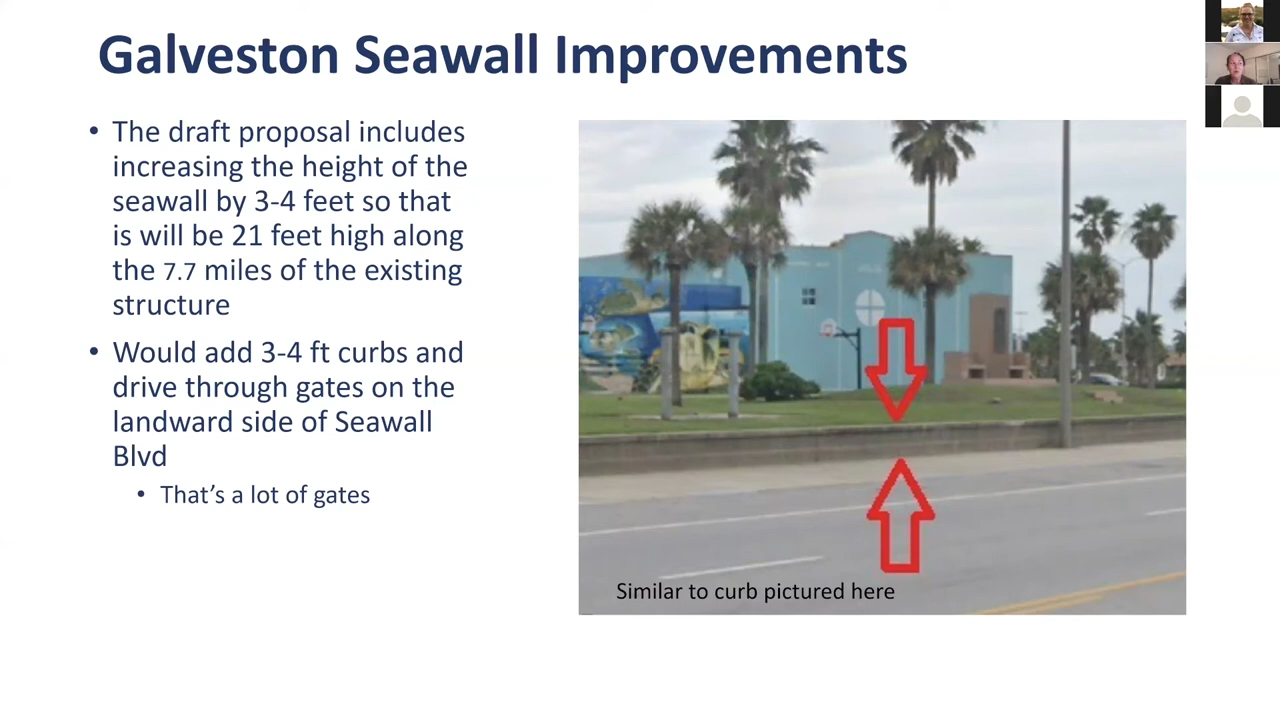 Galveston Seawall Improvements
• The draft proposal includes
increasing the height of the
seawall by 3-4 feet so that
is will be 21 feet high along
the 7.7 miles of the existing
structure
• Would add 3-4 ft curbs and
drive through gates on the
landward side of Seawall
Blvd
• That’s a lot of gates
Similar to curb pictured here